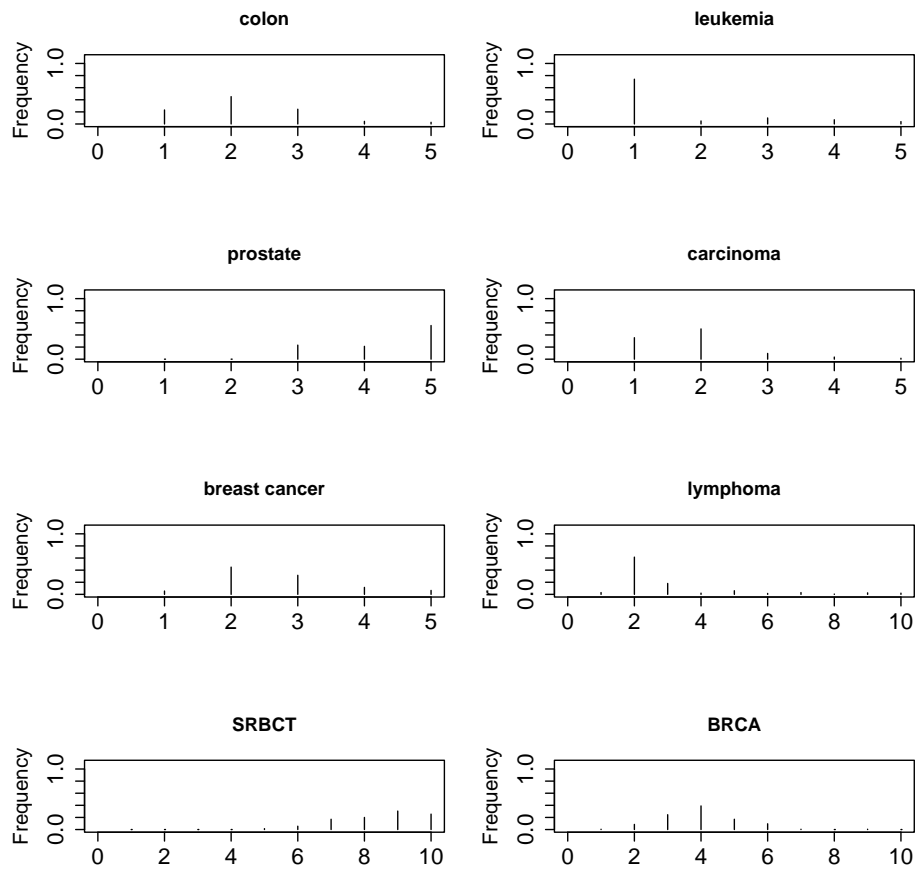 colon
Frequency
0.0 1.0
0 1 2 3 4 5
leukemia
Frequency
0.0 1.0
0 1 2 3 4 5
prostate
Frequency
0.0 1.0
0 1 2 3 4 5
carcinoma
Frequency
0.0 1.0
0 1 2 3 4 5
breast cancer
Frequency
0.0 1.0
0 1 2 3 4 5
lymphoma
Frequency
0.0 1.0
0 2 4 6 8 10
SRBCT
Frequency
0.0 1.0
0 2 4 6 8 10
BRCA
Frequency
0.0 1.0
0 2 4 6 8 10